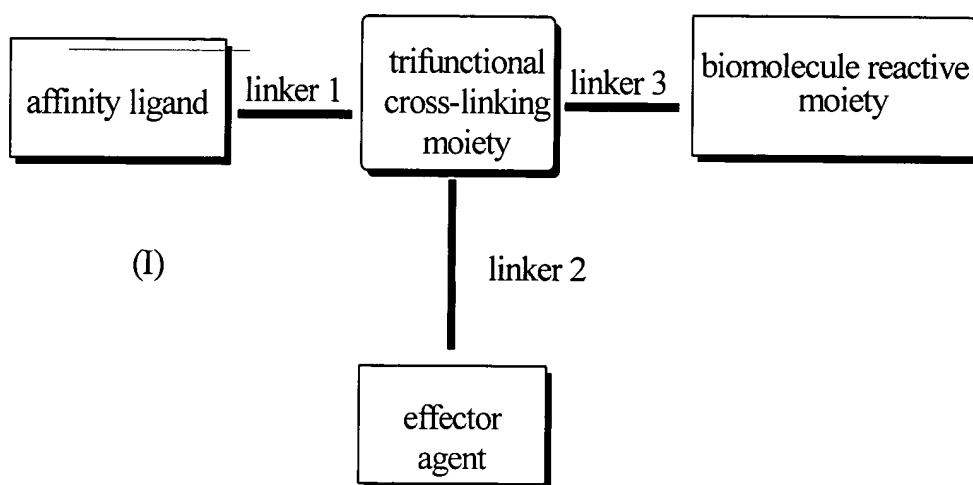 affinity ligand
linker 1
trifunctional
cross-linking
moiety
linker 3
biomolecule reactive
moiety
(I)
linker 2
effector
agent